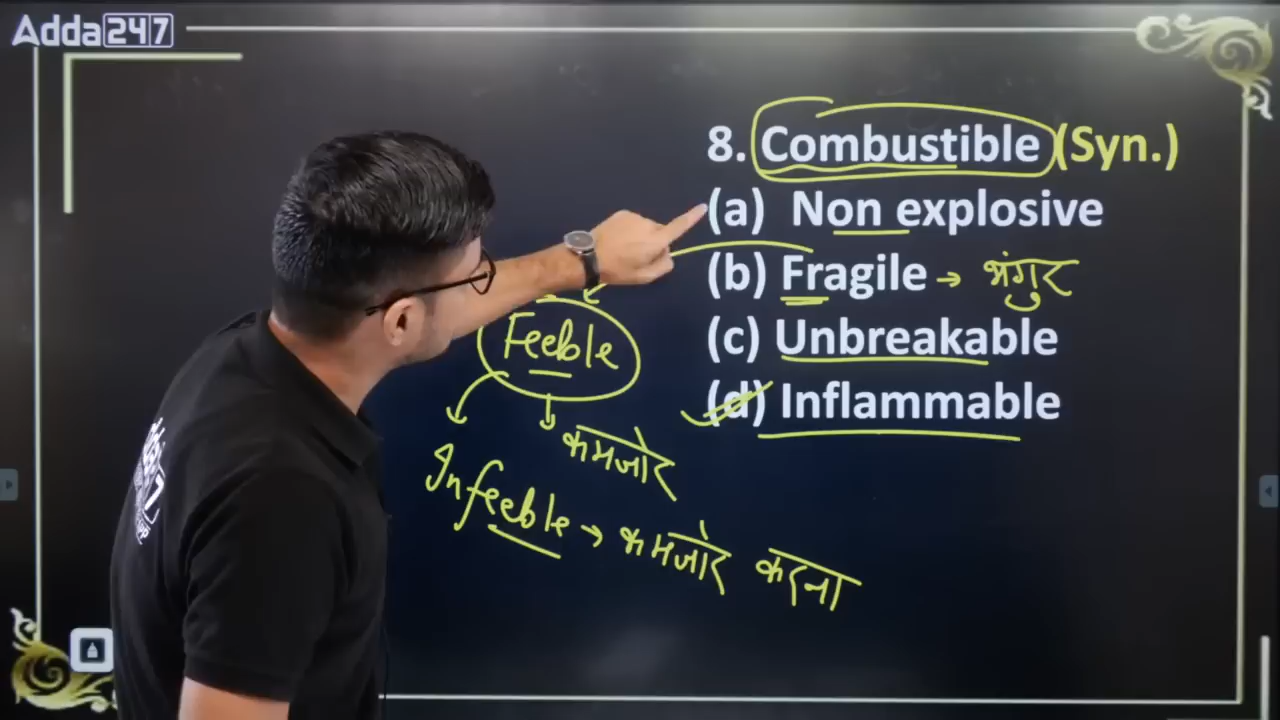 Adda247
8. Combustible (Syn.)
(a) Non explosive
(b) Fragile → भंगुर
(c) Unbreakable
(d) Inflammable
Feeble
कमजोर
Infeeble → कमजोर करना